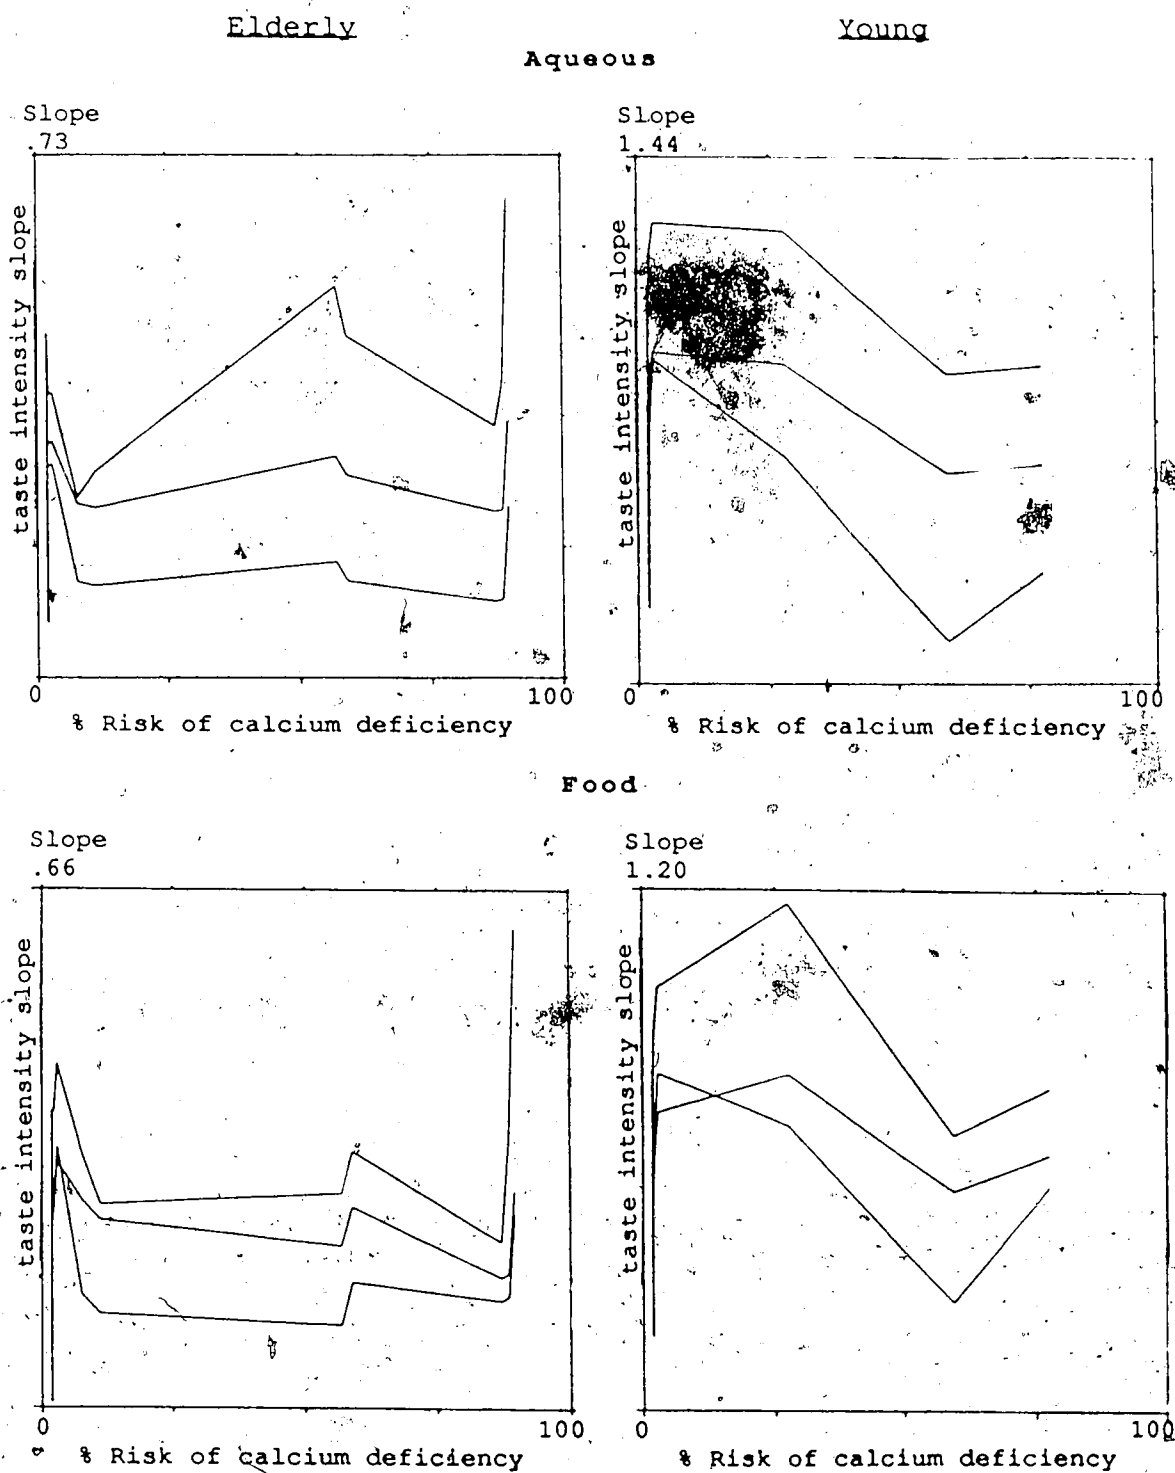 Elderly Young
Aqueous
Slope Slope
.73 1.44
taste intensity slope taste intensity slope
0 100 0 100
% Risk of calcium deficiency % Risk of calcium deficiency
Food
Slope Slope
.66 1.20
taste intensity slope taste intensity slope
0 100 0 100
% Risk of calcium deficiency % Risk of calcium deficiency